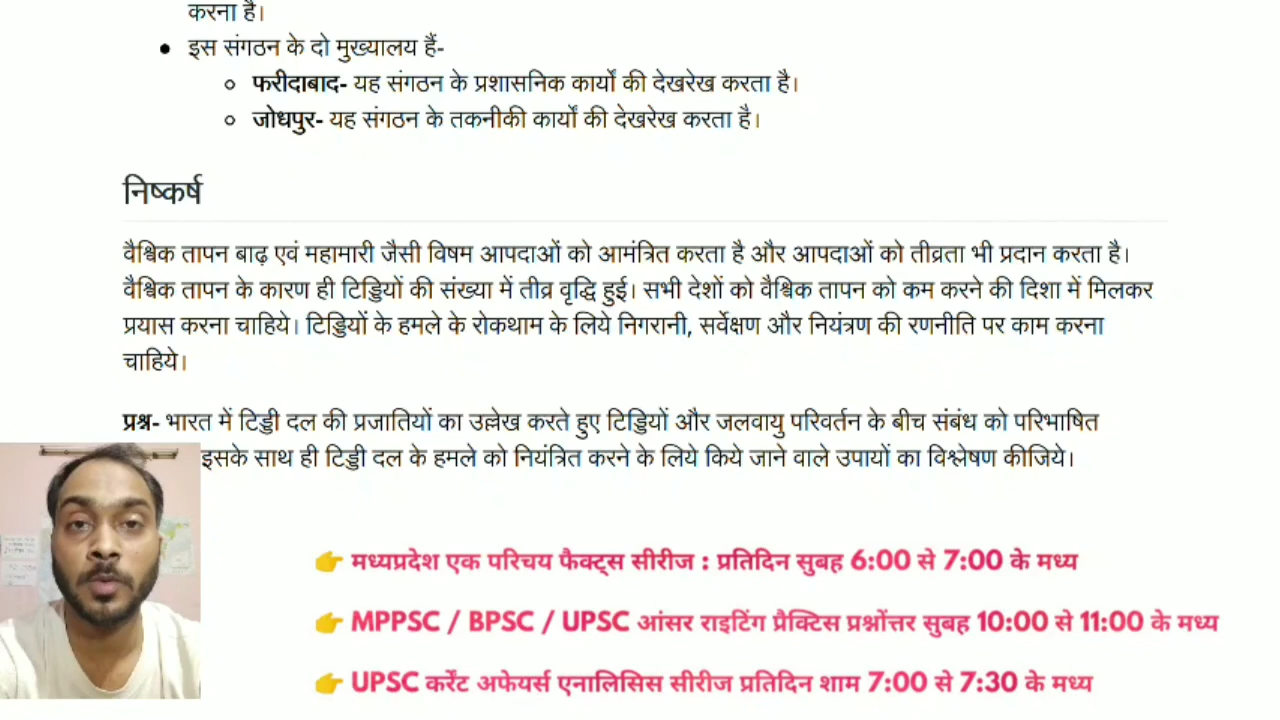 करना है।
इस संगठन के दो मुख्यालय हैं-
फरीदाबाद- यह संगठन के प्रशासनिक कार्यों की देखरेख करता है।
जोधपुर- यह संगठन के तकनीकी कार्यों की देखरेख करता है।
निष्कर्ष
वैश्विक तापन बाढ़ एवं महामारी जैसी विषम आपदाओं को आमंत्रित करता है और आपदाओं को तीव्रता भी प्रदान करता है।
वैश्विक तापन के कारण ही टिड्डियों की संख्या में तीव्र वृद्धि हुई। सभी देशों को वैश्विक तापन को कम करने की दिशा में मिलकर
प्रयास करना चाहिये। टिड्डियों के हमले के रोकथाम के लिये निगरानी, सर्वेक्षण और नियंत्रण की रणनीति पर काम करना
चाहिये।
प्रश्न- भारत में टिड्डी दल की प्रजातियों का उल्लेख करते हुए टिड्डियों और जलवायु परिवर्तन के बीच संबंध को परिभाषित
इसके साथ ही टिड्डी दल के हमले को नियंत्रित करने के लिये किये जाने वाले उपायों का विश्लेषण कीजिये।
👉 मध्यप्रदेश एक परिचय फैक्ट्स सीरीज : प्रतिदिन सुबह 6:00 से 7:00 के मध्य
👉 MPPSC / BPSC / UPSC आंसर राइटिंग प्रैक्टिस प्रश्नोंत्तर सुबह 10:00 से 11:00 के मध्य
👉 UPSC करेंट अफेयर्स एनालिसिस सीरीज प्रतिदिन शाम 7:00 से 7:30 के मध्य